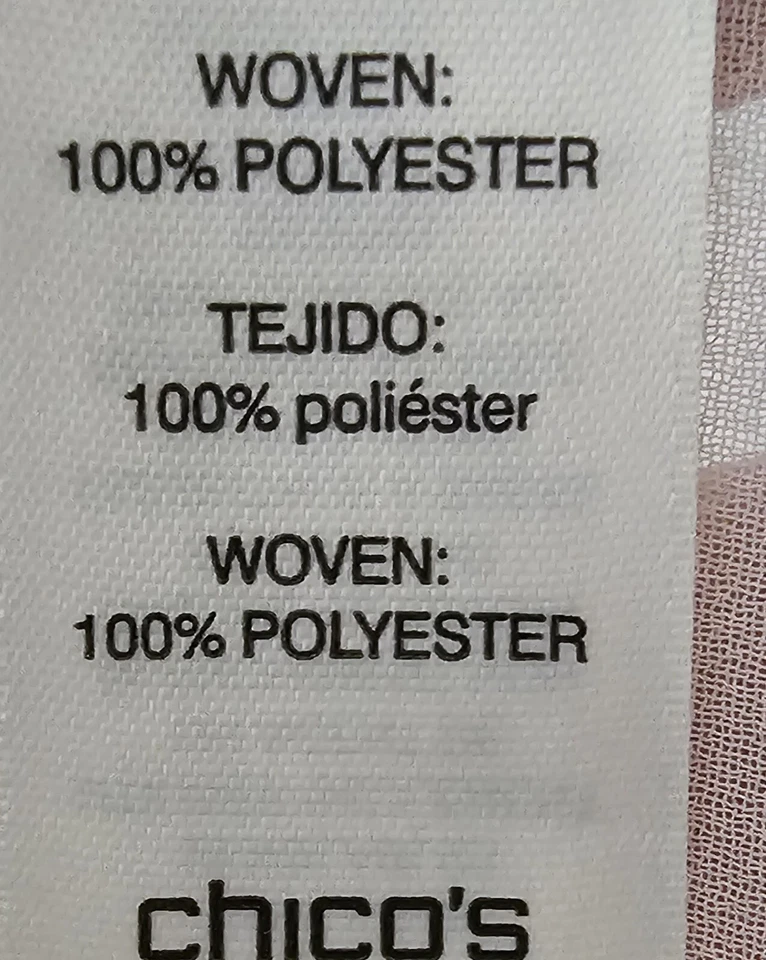 WOVEN:
100% POLYESTER
TEJIDO:
100% poliéster
WOVEN:
100% POLYESTER
chico's